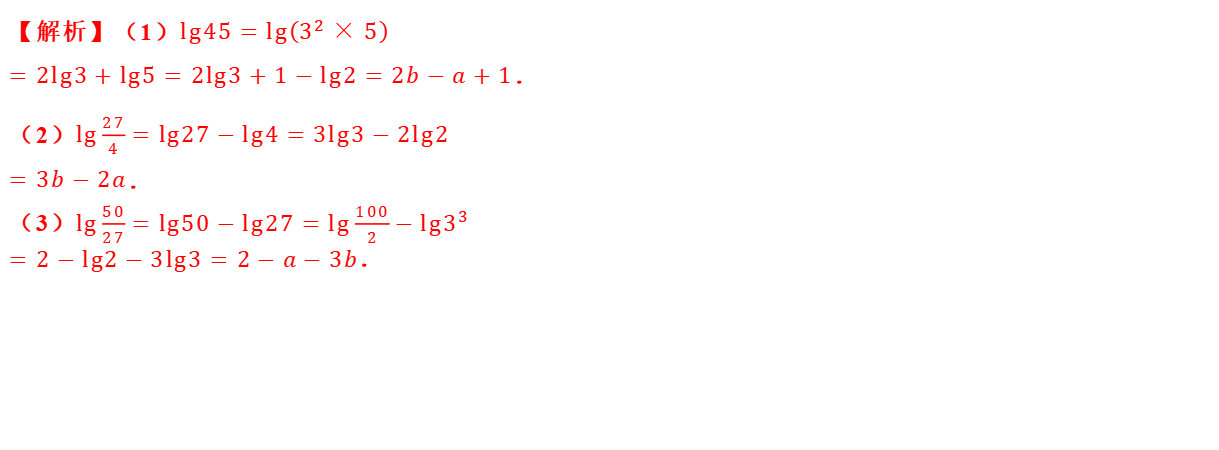 【解析】（1）lg45 = lg(3² × 5)
= 2lg3 + lg5 = 2lg3 + 1 − lg2 = 2b − a + 1．
（2）lg 27/4 = lg27 − lg4 = 3lg3 − 2lg2
= 3b − 2a．
（3）lg 50/27 = lg50 − lg27 = lg 100/2 − lg3³
= 2 − lg2 − 3lg3 = 2 − a − 3b．